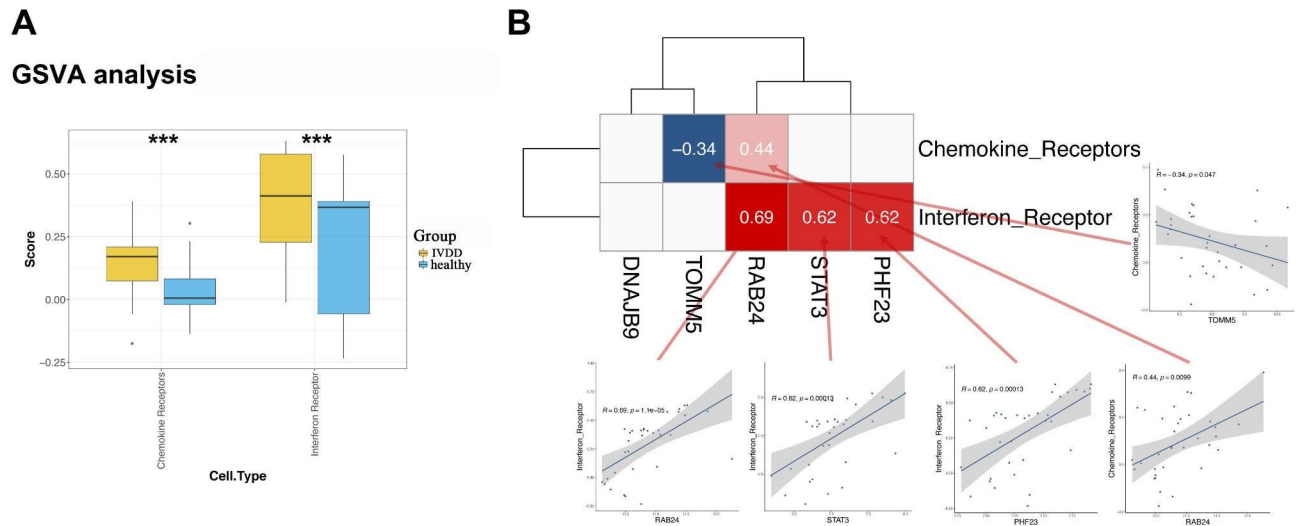 A
B
GSVA analysis
***
***
0.50
0.25
0.00
−0.25
Score
Group
IVDD
healthy
Chemokine Receptors
Interferon Receptor
Cell.Type
−0.34
0.44
Chemokine_Receptors
0.69
0.62
0.62
Interferon_Receptor
DNAJB9
TOMM5
RAB24
STAT3
PHF23
R = −0.34, p = 0.047
Chemokine_Receptors
TOMM5
R = 0.69, p = 1.1e−05
Interferon_Receptor
RAB24
R = 0.62, p = 0.00013
Interferon_Receptor
STAT3
R = 0.62, p = 0.00013
Interferon_Receptor
PHF23
R = 0.44, p = 0.0099
Chemokine_Receptors
RAB24